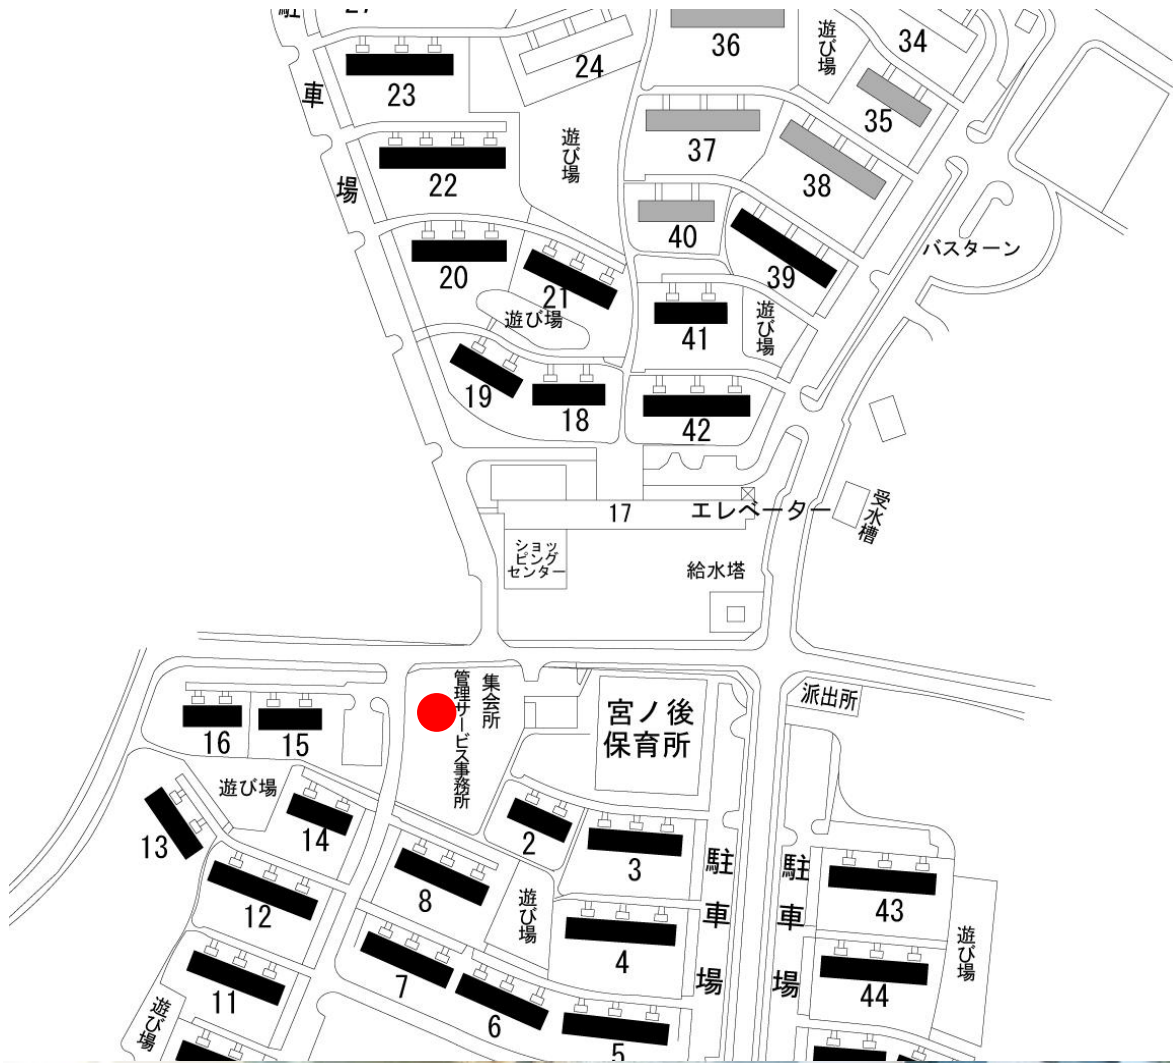 駐車場
27
24
36
遊び場
34
23
35
37
遊び場
38
22
40
39
バスターン
20
21
遊び場
41
遊び場
19
18
42
17
エレベーター
受水槽
ショッ
ピング
センター
給水塔
集会所
管理サービス事務所
宮ノ後
保育所
派出所
16
15
遊び場
14
13
2
3
駐車場
駐車場
8
遊び場
43
12
4
遊び場
7
11
6
44
遊び場
5